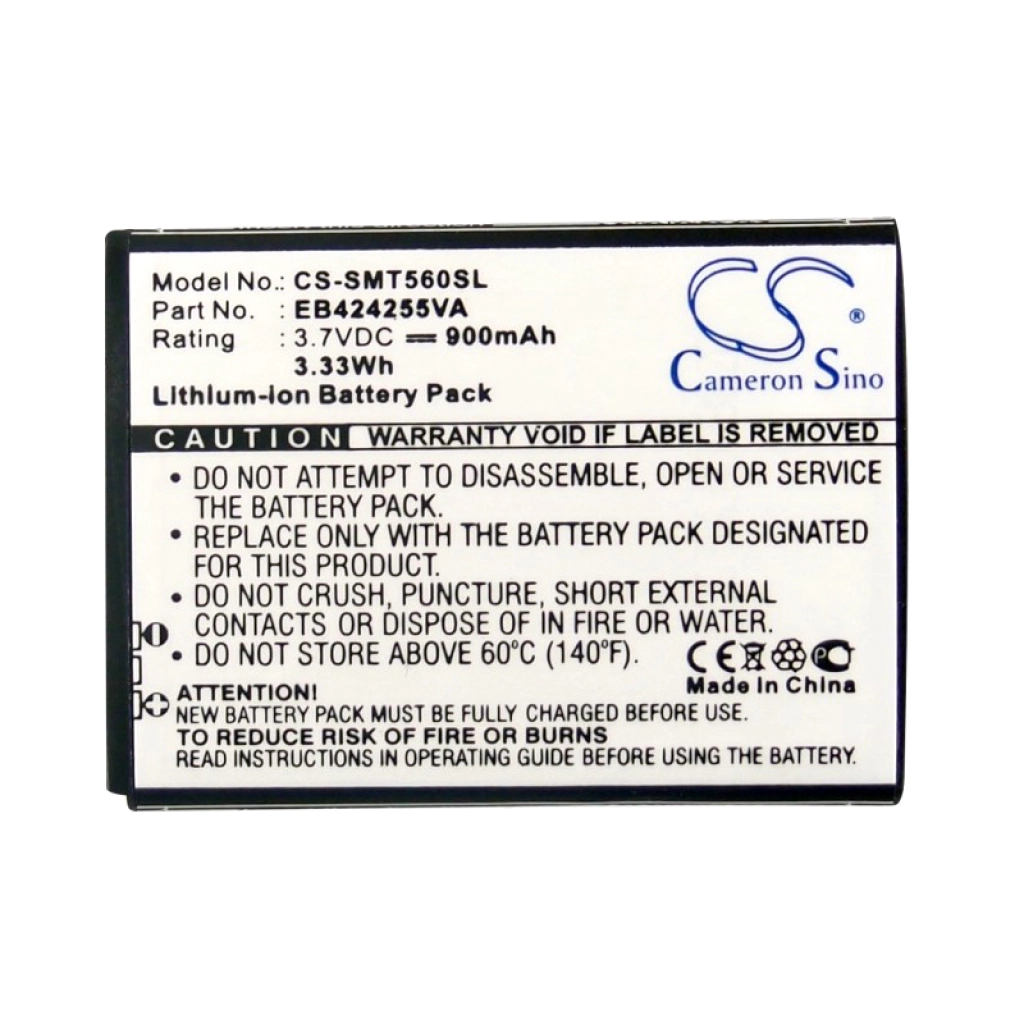 Model No.: CS-SMT560SL
Part No. : EB424255VA
Rating : 3.7VDC 900mAh
3.33Wh
Lithium-ion Battery Pack
CS ®
Cameron Sino
CAUTION WARRANTY VOID IF LABEL IS REMOVED
• DO NOT ATTEMPT TO DISASSEMBLE, OPEN OR SERVICE
THE BATTERY PACK.
• REPLACE ONLY WITH THE BATTERY PACK DESIGNATED
FOR THIS PRODUCT.
• DO NOT CRUSH, PUNCTURE, SHORT EXTERNAL
CONTACTS OR DISPOSE OF IN FIRE OR WATER.
• DO NOT STORE ABOVE 60°C (140°F).
CE
Made In China
ATTENTION!
NEW BATTERY PACK MUST BE FULLY CHARGED BEFORE USE.
TO REDUCE RISK OF FIRE OR BURNS
READ INSTRUCTIONS IN OPERATING GUIDE BEFORE USING THE BATTERY.